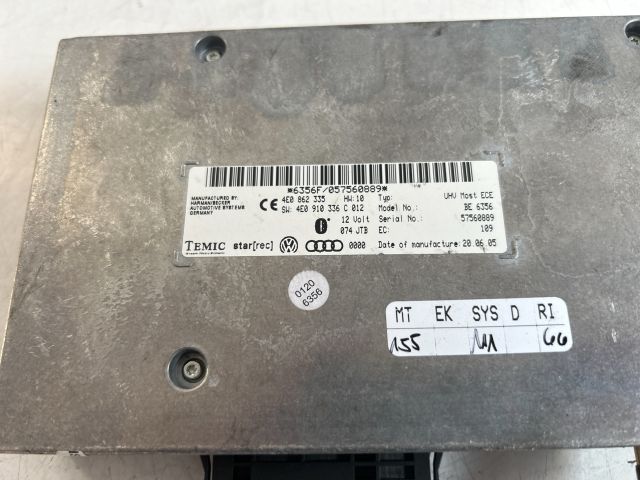 *6356F/057560889*
MANUFACTURED BY:
HARMAN/BECKER
AUTOMOTIVE SYSTEMS
GERMANY
CE 4E0 862 335 HW:10 Typ: UHV Most ECE
SW: 4E0 910 336 C 012 Model No.: BE 6356
12 Volt Serial No.: 57560889
074 JTB EC: 109
TEMIC star[rec] 0000 Date of manufacture: 20.06.05
0120
6356
MT EK SYS D RI
155 M1 66